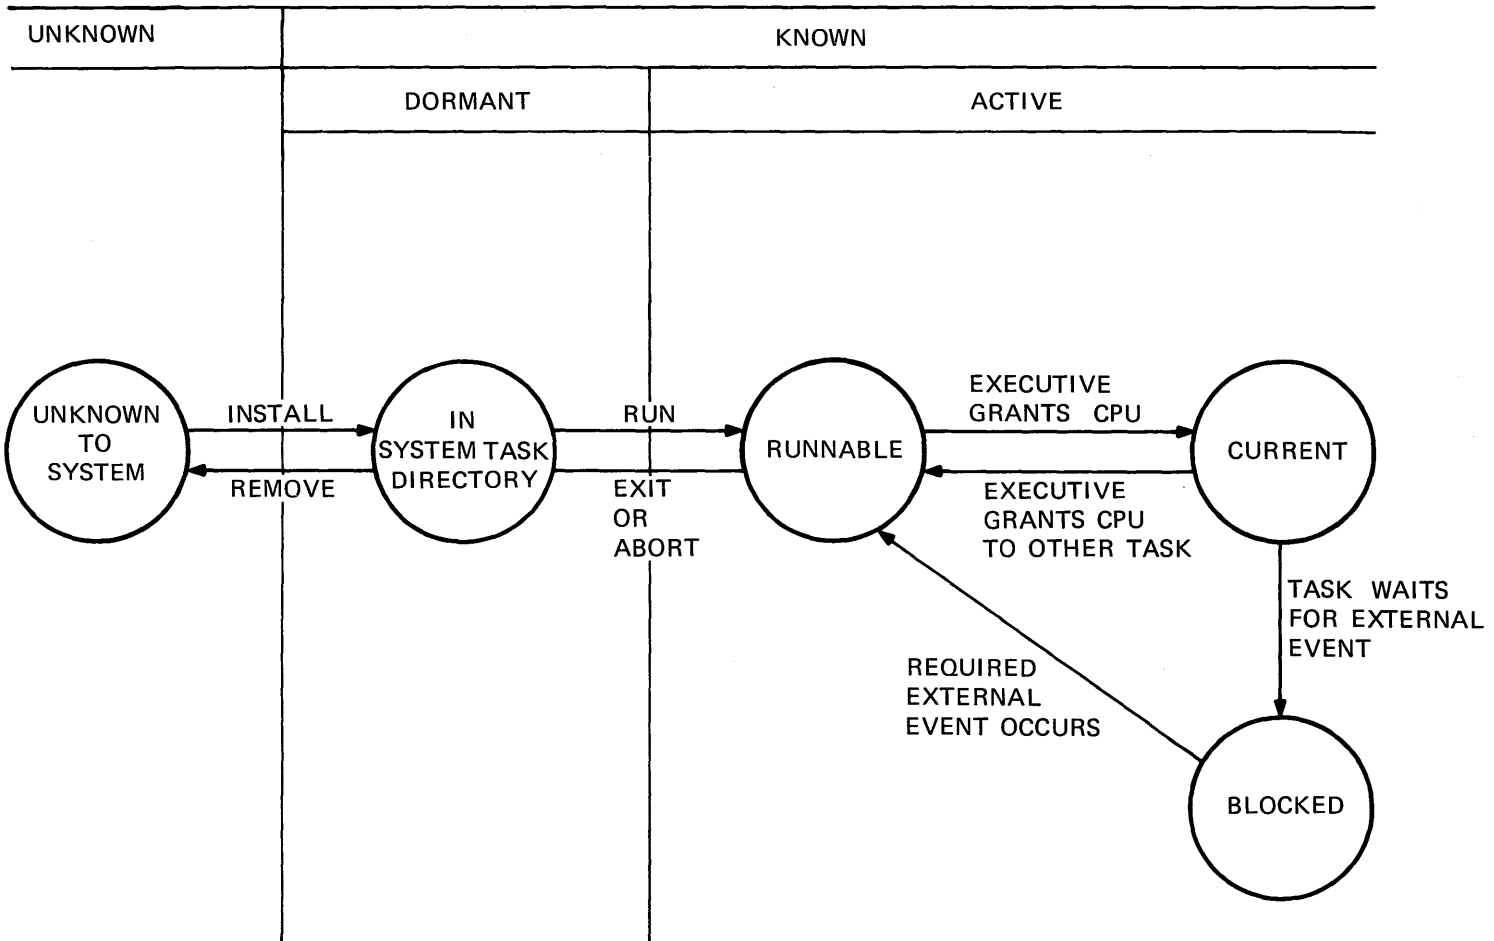 UNKNOWN
KNOWN
DORMANT
ACTIVE
UNKNOWN
TO
SYSTEM
INSTALL
REMOVE
IN
SYSTEM TASK
DIRECTORY
RUN
EXIT
OR
ABORT
RUNNABLE
EXECUTIVE
GRANTS CPU
EXECUTIVE
GRANTS CPU
TO OTHER TASK
CURRENT
TASK WAITS
FOR EXTERNAL
EVENT
REQUIRED
EXTERNAL
EVENT OCCURS
BLOCKED